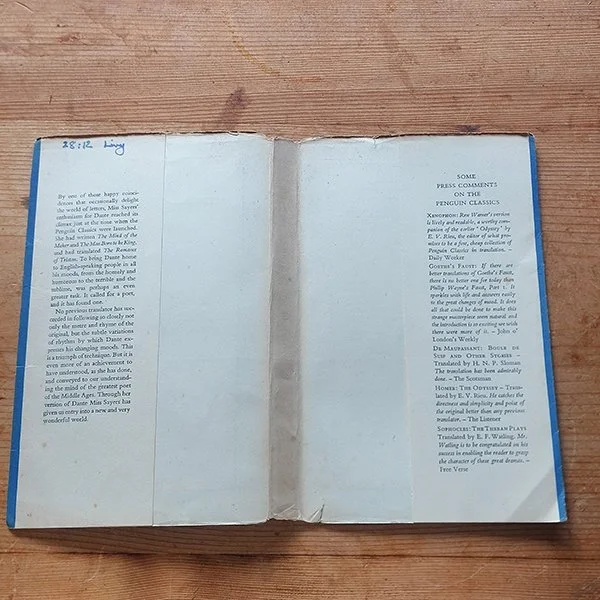 28:12 Livy
By one of those happy coinci-
dences that occasionally delight
the world of letters, Miss Sayers'
enthusiasm for Dante reached its
climax just at the time when the
Penguin Classics were launched.
She had written The Mind of the
Maker and The Man Born to be King,
and had translated The Romance
of Tristan. To bring Dante home
to English-speaking people in all
his moods, from the homely and
humorous to the terrible and the
sublime, was perhaps an even
greater task. It called for a poet,
and it has found one.
No previous translator has suc-
ceeded in following so closely not
only the metre and rhyme of the
original, but the subtle variations
of rhythm by which Dante ex-
presses his changing moods. This
is a triumph of technique. But it is
even more of an achievement to
have understood, as she has done,
and conveyed to our understand-
ing the mind of the greatest poet
of the Middle Ages. Through her
version of Dante Miss Sayers has
given us entry into a new and very
wonderful world.
SOME
PRESS COMMENTS
ON THE
PENGUIN CLASSICS
XENOPHON: Rex Warner's version
is lively and readable, a worthy com-
panion of the earlier 'Odyssey' by
E. V. Rieu, the editor of what pro-
mises to be a fine, cheap collection of
Penguin Classics in translation. –
Daily Worker
GOETHE'S FAUST: If there are
better translations of Goethe's Faust,
there is no better one for today than
Philip Wayne's Faust, Part 1. It
sparkles with life and answers easily
to the great changes of mood. It does
all that could be done to make this
strange masterpiece seem natural and
the Introduction is so exciting we wish
there were more of it. – John o'
London's Weekly
DE MAUPASSANT: BOULE DE
SUIF AND OTHER STORIES –
Translated by H. N. P. Sloman
The translation has been admirably
done. – The Scotsman
HOMER: THE ODYSSEY – Trans-
lated by E. V. Rieu. He catches the
directness and simplicity and point of
the original better than any previous
translator. – The Listener
SOPHOCLES: THE THEBAN PLAYS
Translated by E. F. Watling. Mr.
Watling is to be congratulated on his
success in enabling the reader to grasp
the character of these great dramas. –
Free Verse